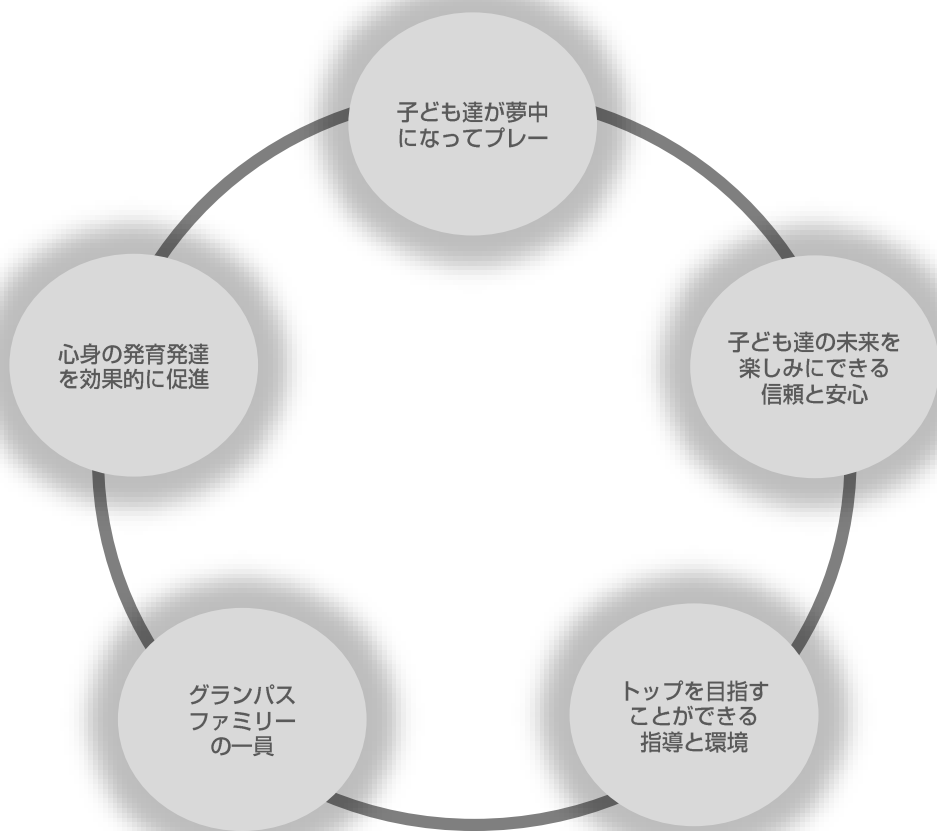 子ども達が夢中
になってプレー
子ども達の未来を
楽しみにできる
信頼と安心
トップを目指す
ことができる
指導と環境
グランパス
ファミリー
の一員
心身の発育発達
を効果的に促進